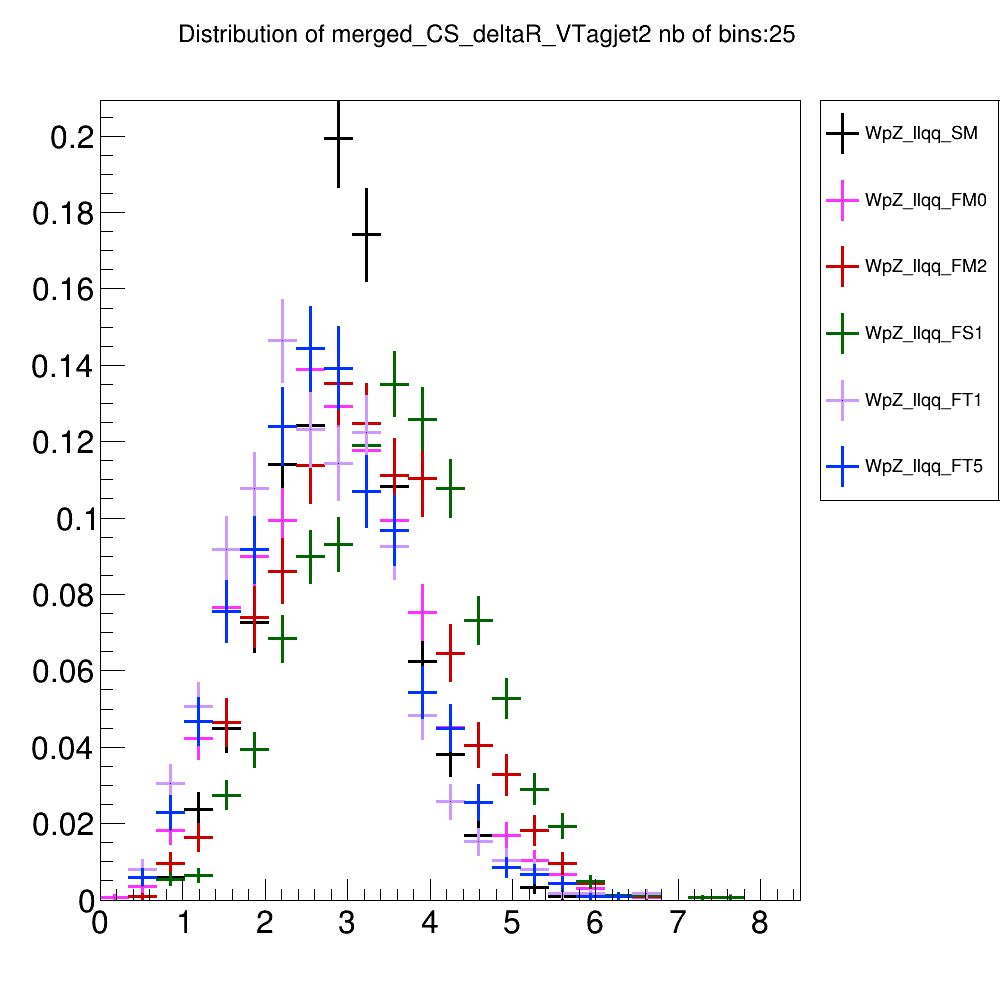 Distribution of merged_CS_deltaR_VTagjet2 nb of bins:25
WpZ_llqq_SM
WpZ_llqq_FM0
WpZ_llqq_FM2
WpZ_llqq_FS1
WpZ_llqq_FT1
WpZ_llqq_FT5
0.2
0.18
0.16
0.14
0.12
0.1
0.08
0.06
0.04
0.02
0
0 1 2 3 4 5 6 7 8